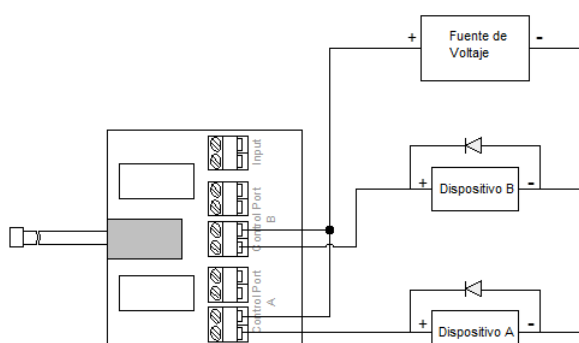 + Fuente de -
Voltaje
Input
Control Port
B
+ Dispositivo B -
Control Port
A
+ Dispositivo A -